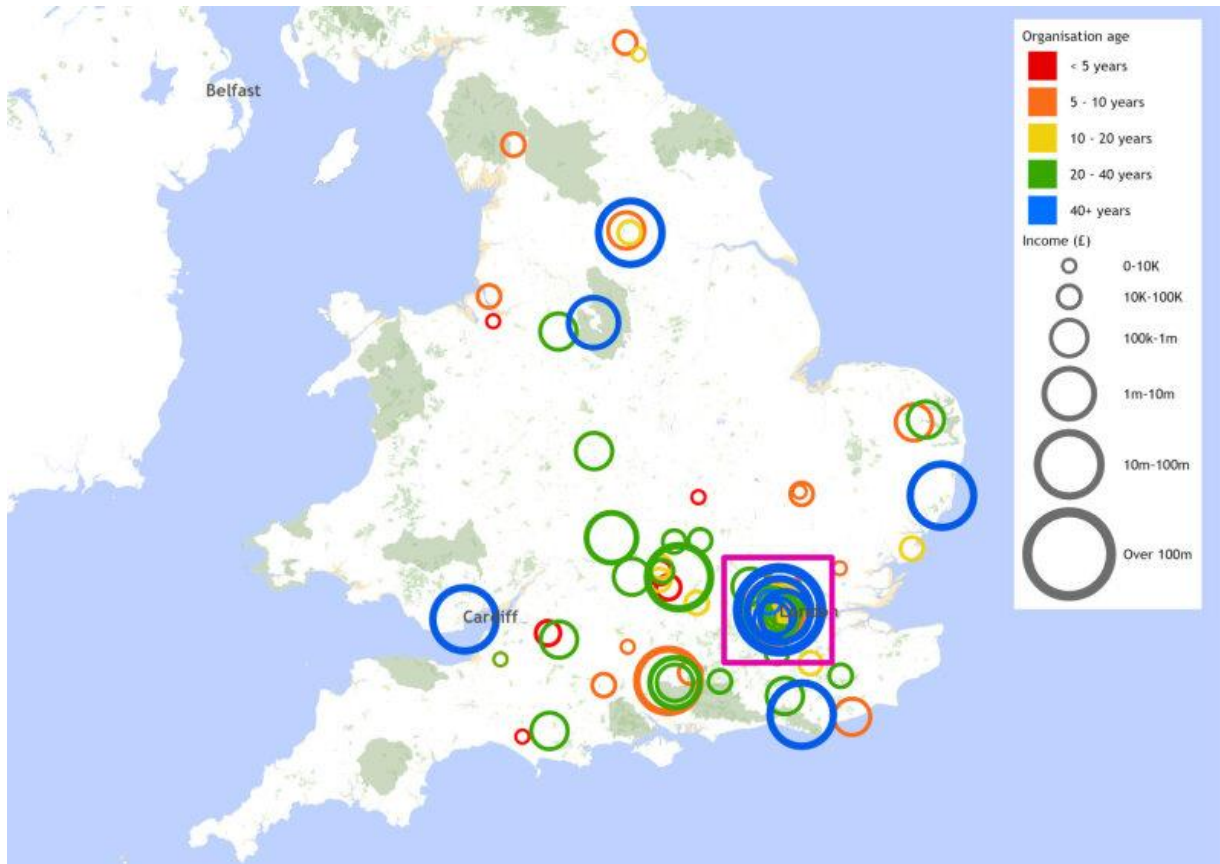 Belfast
Cardiff
London
Organisation age
< 5 years
5 - 10 years
10 - 20 years
20 - 40 years
40+ years
Income (£)
0-10K
10K-100K
100k-1m
1m-10m
10m-100m
Over 100m